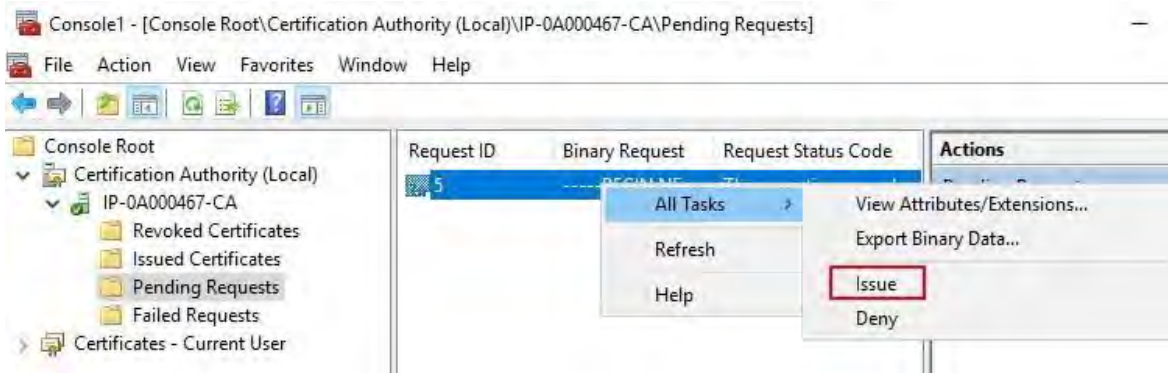 Console1 - [Console Root\Certification Authority (Local)\IP-0A000467-CA\Pending Requests]
File Action View Favorites Window Help
Console Root
Certification Authority (Local)
IP-0A000467-CA
Revoked Certificates
Issued Certificates
Pending Requests
Failed Requests
Certificates - Current User
Request ID Binary Request Request Status Code
5
All Tasks
Refresh
Help
Actions
View Attributes/Extensions...
Export Binary Data...
Issue
Deny